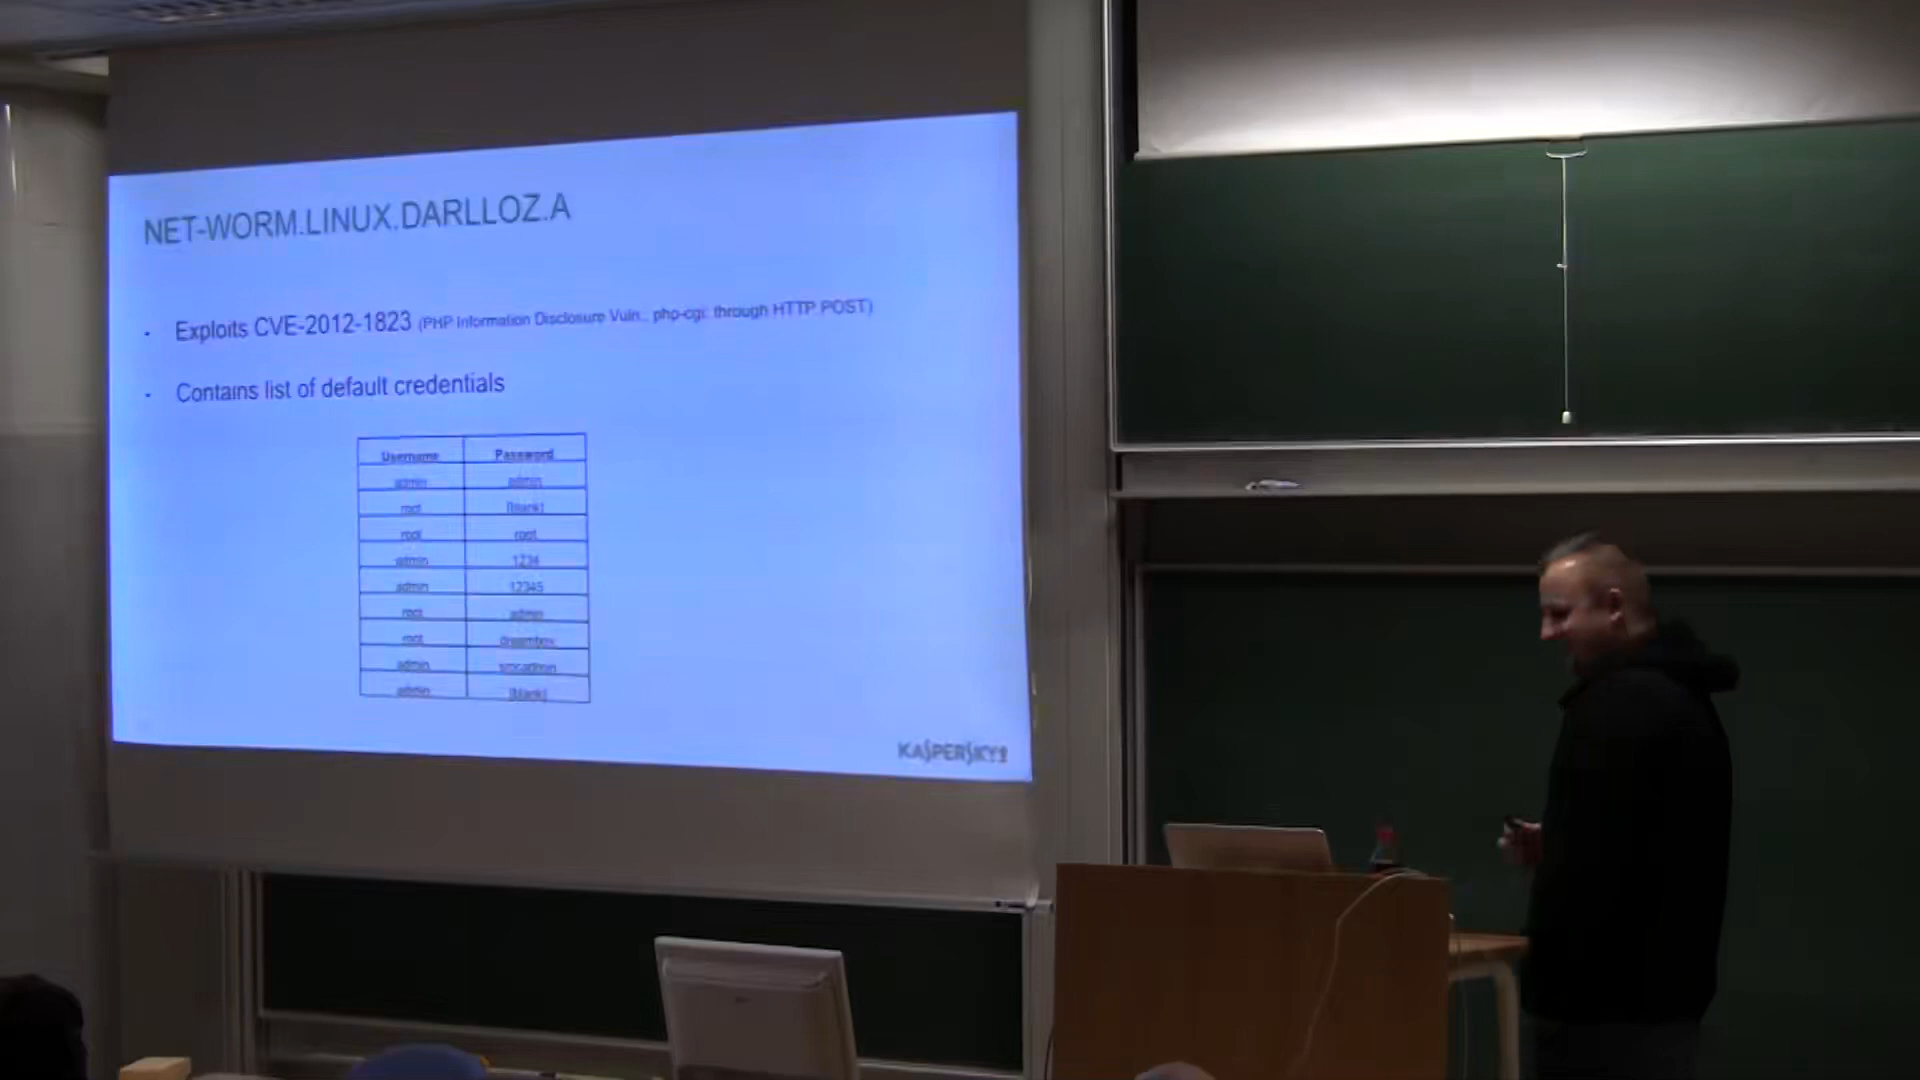 NET-WORM.LINUX.DARLLOZ.A
- Exploits CVE-2012-1823 (PHP Information Disclosure Vuln., php-cgi: through HTTP POST)
- Contains list of default credentials
Username Password
admin admin
root [blank]
root root
admin 1234
admin 12345
root admin
root dreambox
admin smcadmin
admin [blank]
KASPERSKY